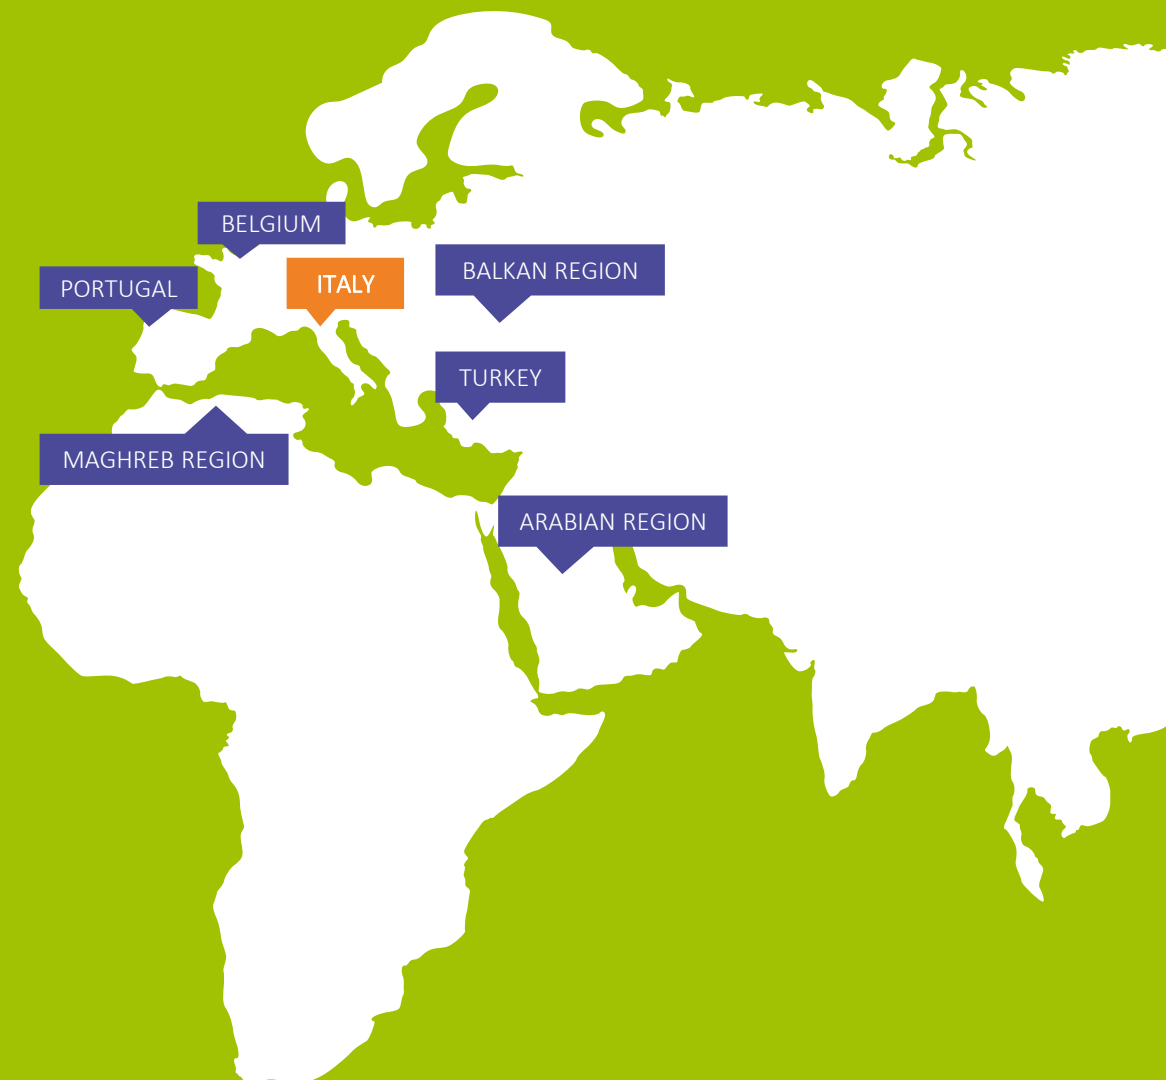 BELGIUM
BALKAN REGION
PORTUGAL
ITALY
TURKEY
MAGHREB REGION
ARABIAN REGION